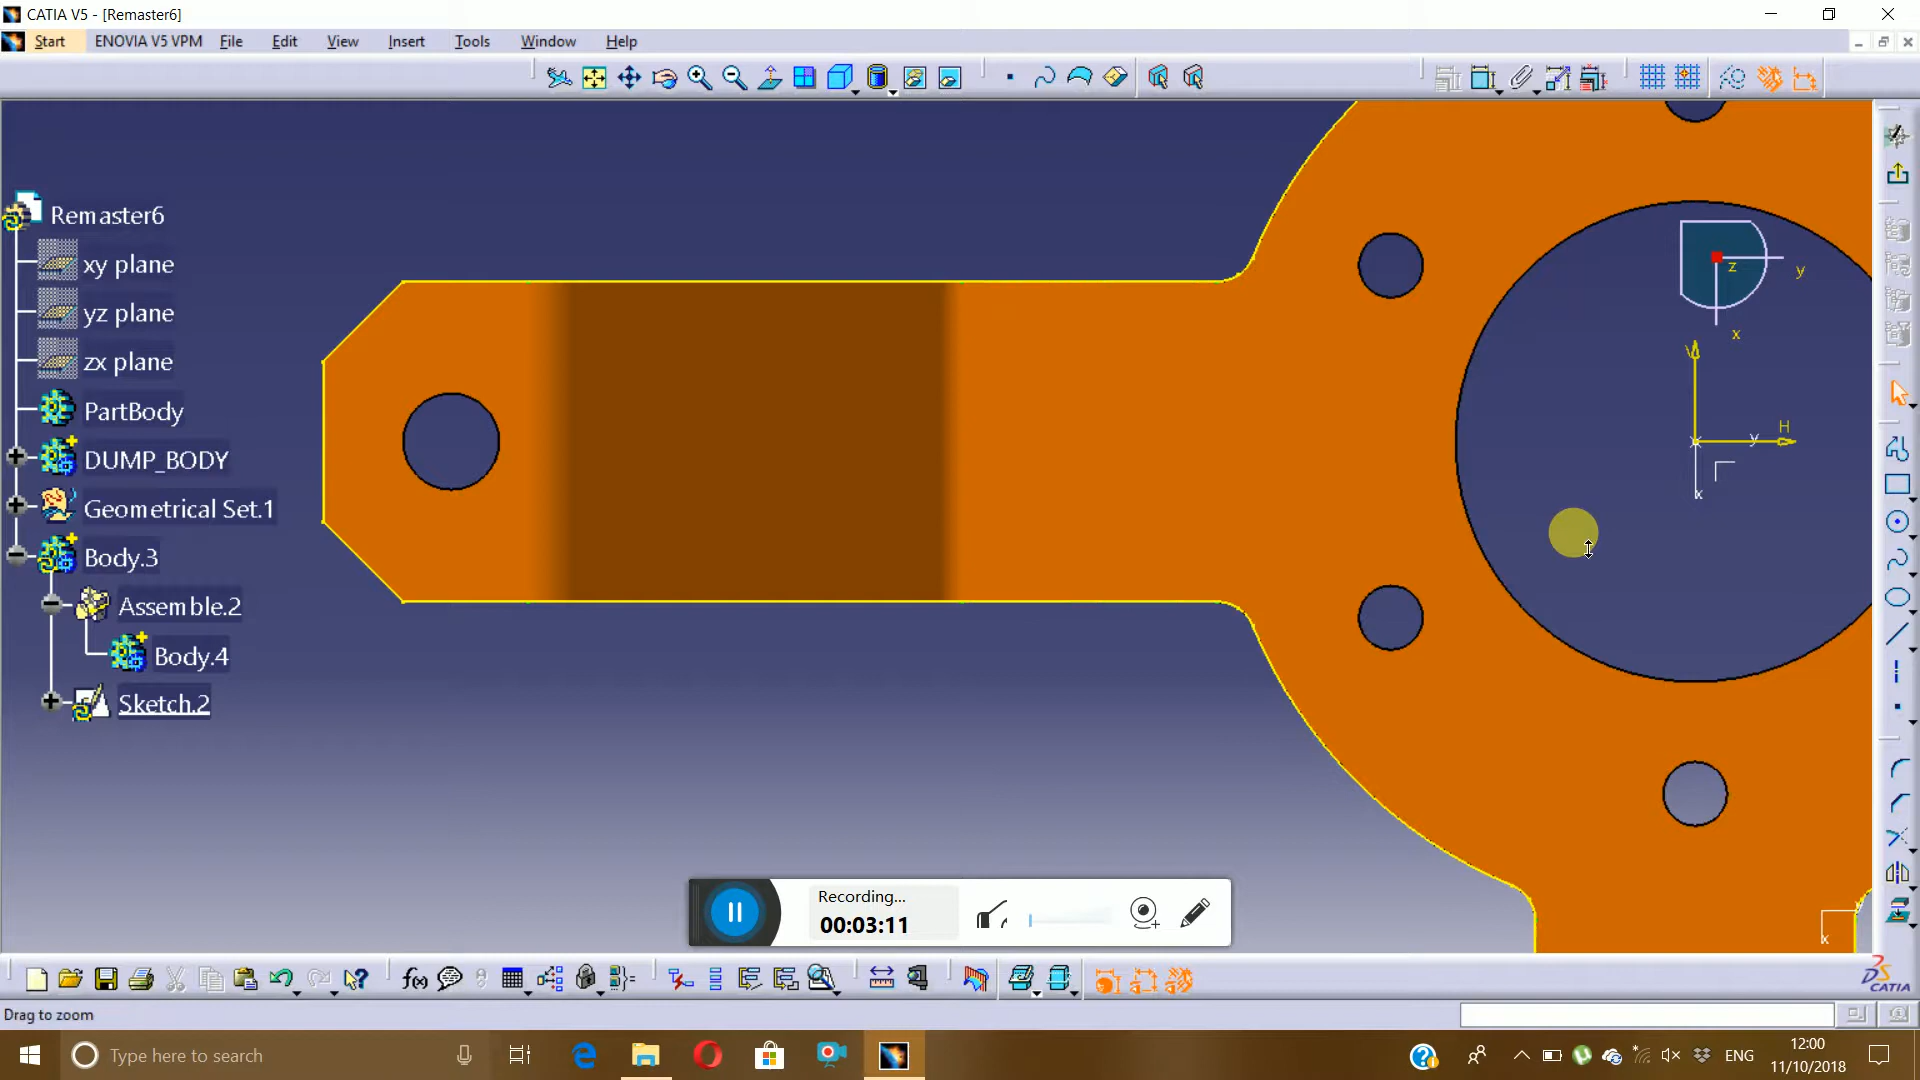 CATIA V5 - [Remaster6]
Start ENOVIA V5 VPM File Edit View Insert Tools Window Help
Remaster6
xy plane
yz plane
zx plane
PartBody
DUMP_BODY
Geometrical Set.1
Body.3
Assemble.2
Body.4
Sketch.2
z
y
x
V
H
y
x
x
Recording...
00:03:11
f(x)
CATIA
Drag to zoom
Type here to search
ENG
12:00
11/10/2018